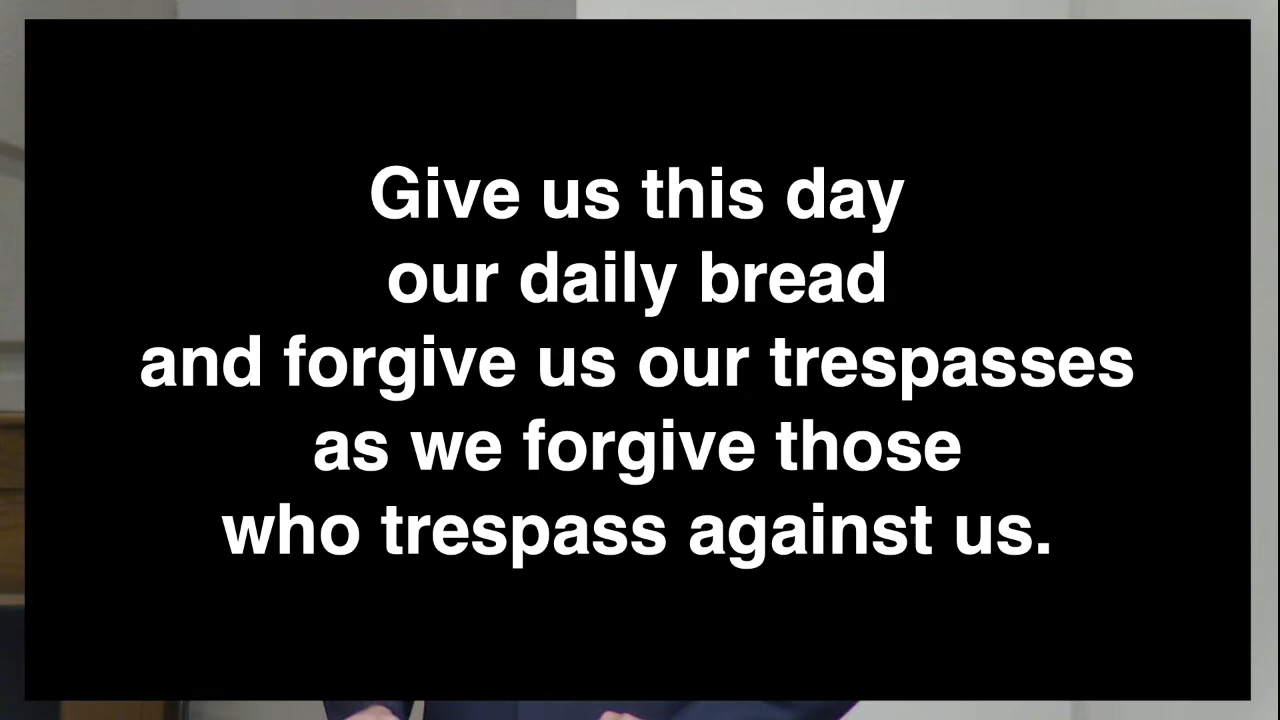 Give us this day
our daily bread
and forgive us our trespasses
as we forgive those
who trespass against us.